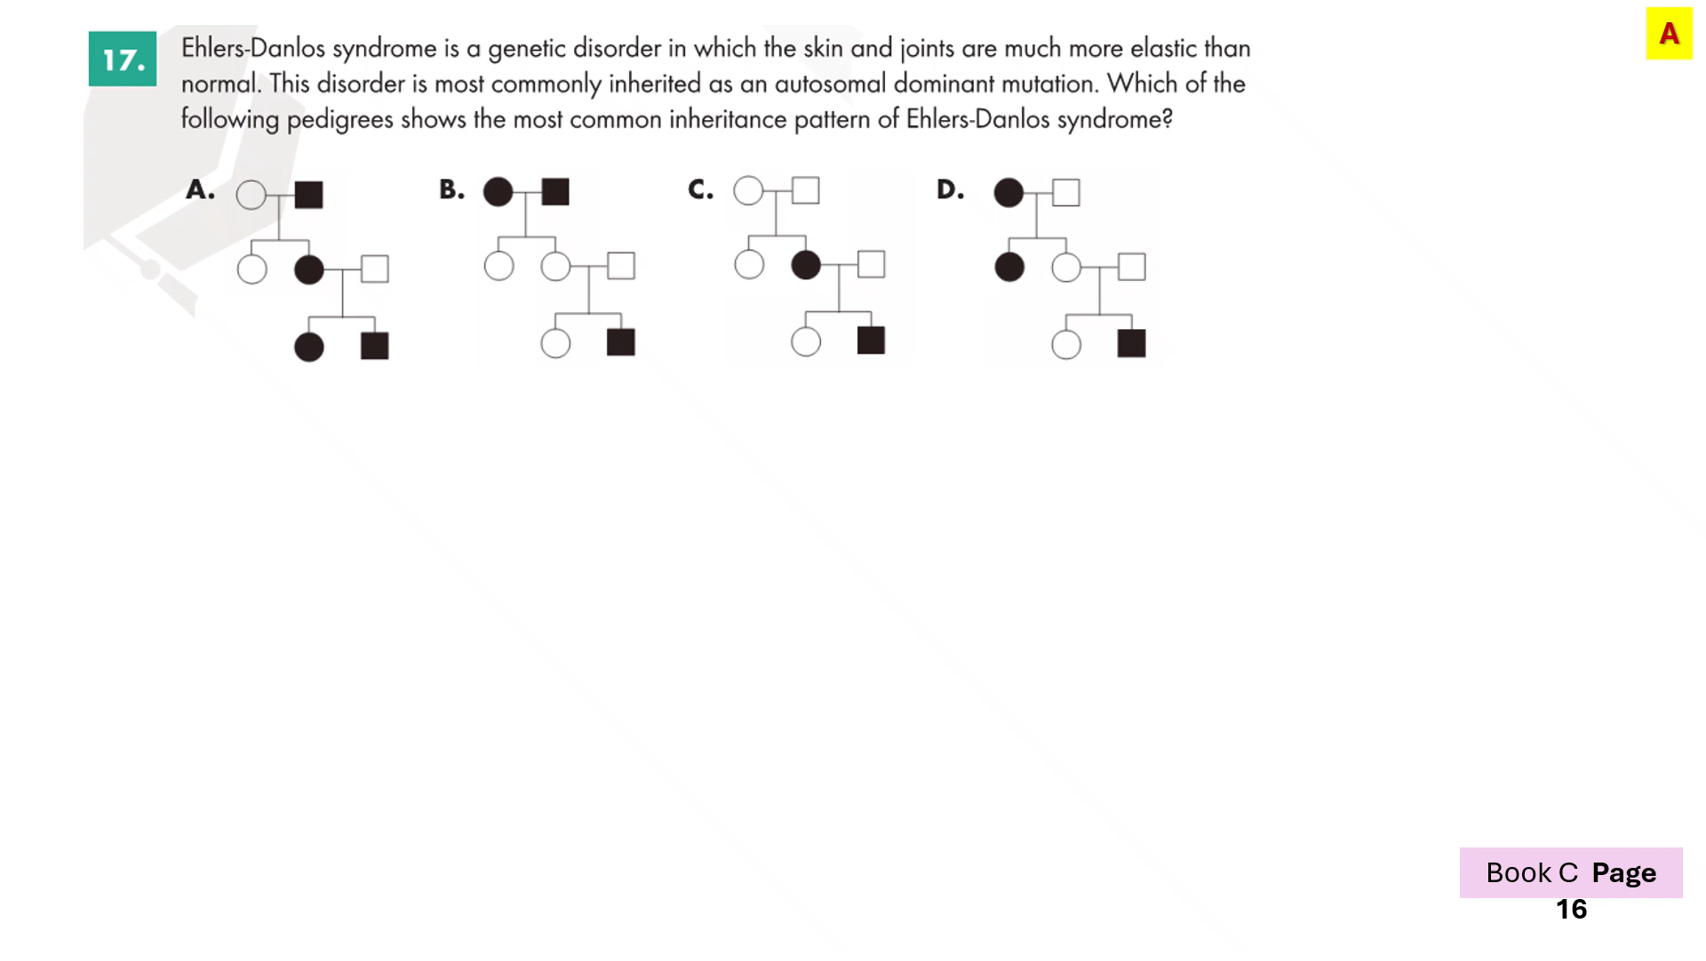 A
17.
Ehlers-Danlos syndrome is a genetic disorder in which the skin and joints are much more elastic than
normal. This disorder is most commonly inherited as an autosomal dominant mutation. Which of the
following pedigrees shows the most common inheritance pattern of Ehlers-Danlos syndrome?
A. B. C. D.
Book C Page
16